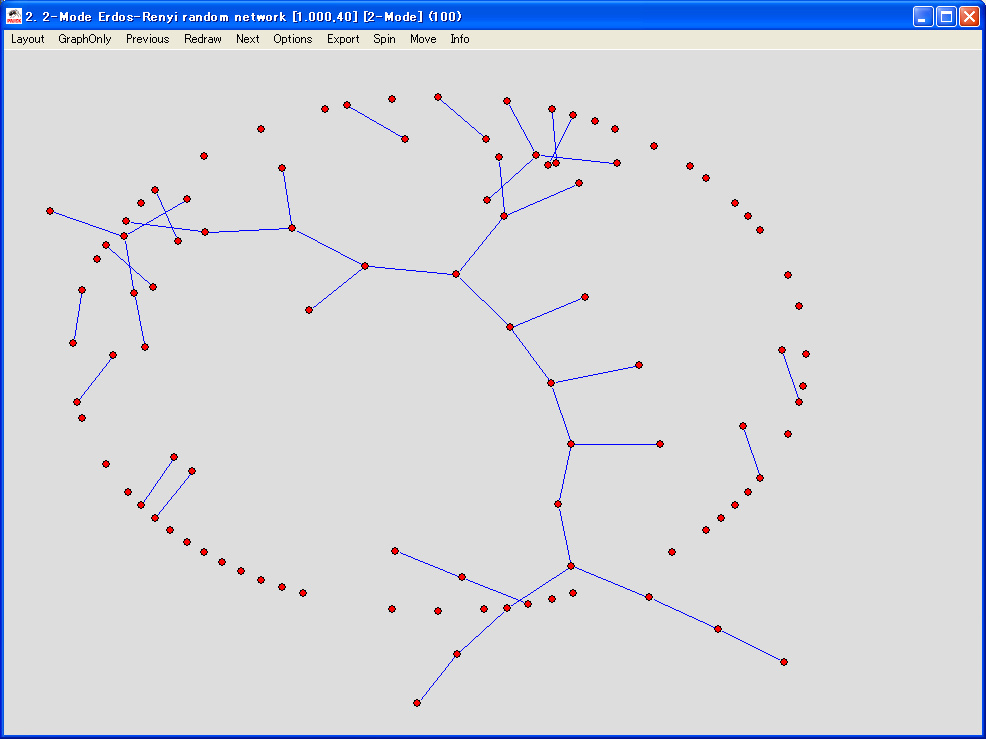 2. 2-Mode Erdos-Renyi random network [1.000,40] [2-Mode] (100)
Layout GraphOnly Previous Redraw Next Options Export Spin Move Info